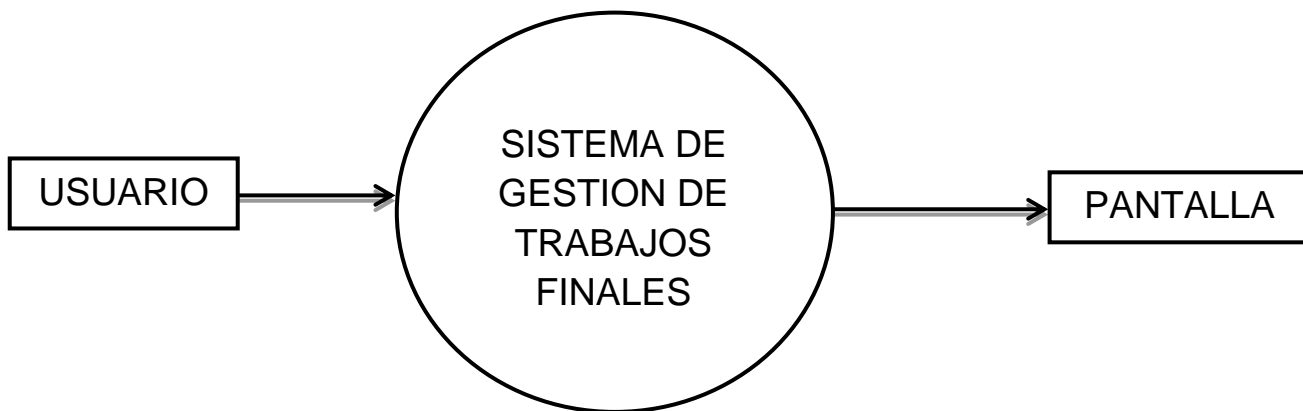 USUARIO
SISTEMA DE
GESTION DE
TRABAJOS
FINALES
PANTALLA